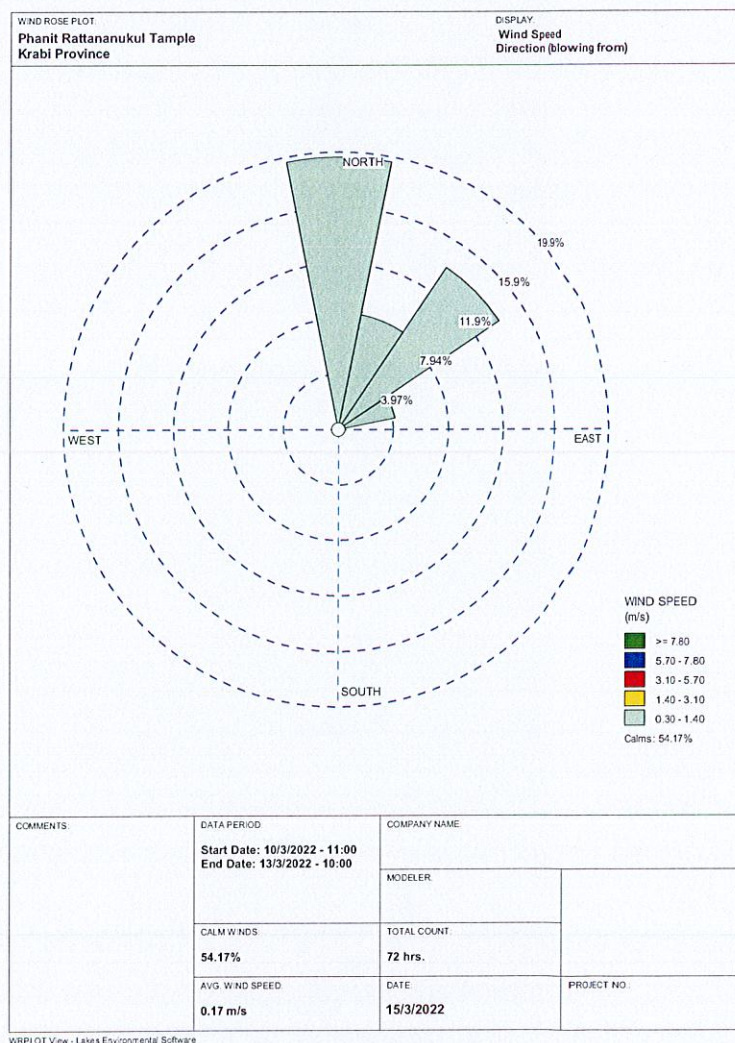 WIND ROSE PLOT:
Phanit Rattananukul Tample
Krabi Province
DISPLAY:
Wind Speed
Direction (blowing from)
NORTH
19.9%
15.9%
11.9%
7.94%
3.97%
WEST
EAST
SOUTH
WIND SPEED
(m/s)
>= 7.80
5.70 - 7.80
3.10 - 5.70
1.40 - 3.10
0.30 - 1.40
Calms: 54.17%
COMMENTS:
DATA PERIOD:
Start Date: 10/3/2022 - 11:00
End Date: 13/3/2022 - 10:00
COMPANY NAME:
MODELER:
CALM WINDS:
54.17%
TOTAL COUNT:
72 hrs.
AVG. WIND SPEED:
0.17 m/s
DATE:
15/3/2022
PROJECT NO.:
WRPLOT View - Lakes Environmental Software